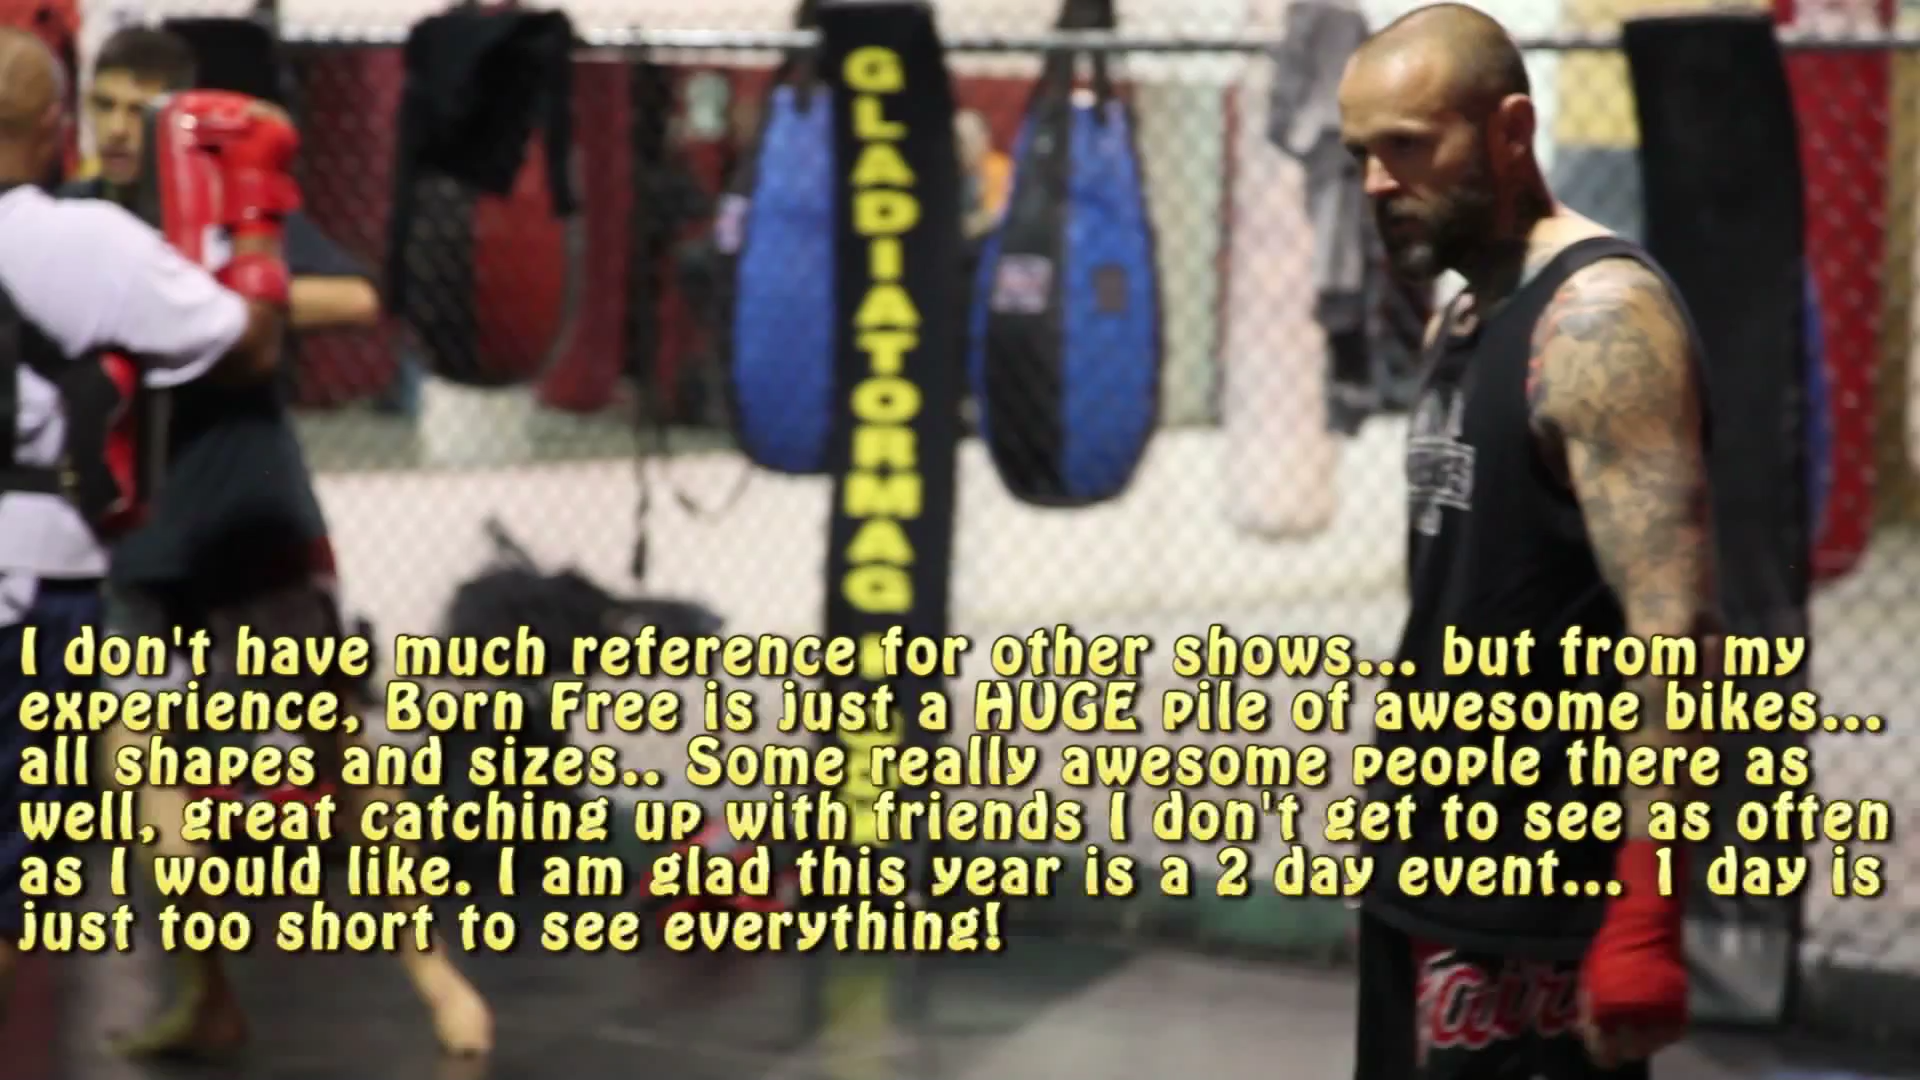 GLADIATORMAG
I don't have much reference for other shows... but from my
experience, Born Free is just a HUGE pile of awesome bikes...
all shapes and sizes.. Some really awesome people there as
well, great catching up with friends I don't get to see as often
as I would like. I am glad this year is a 2 day event... 1 day is
just too short to see everything!